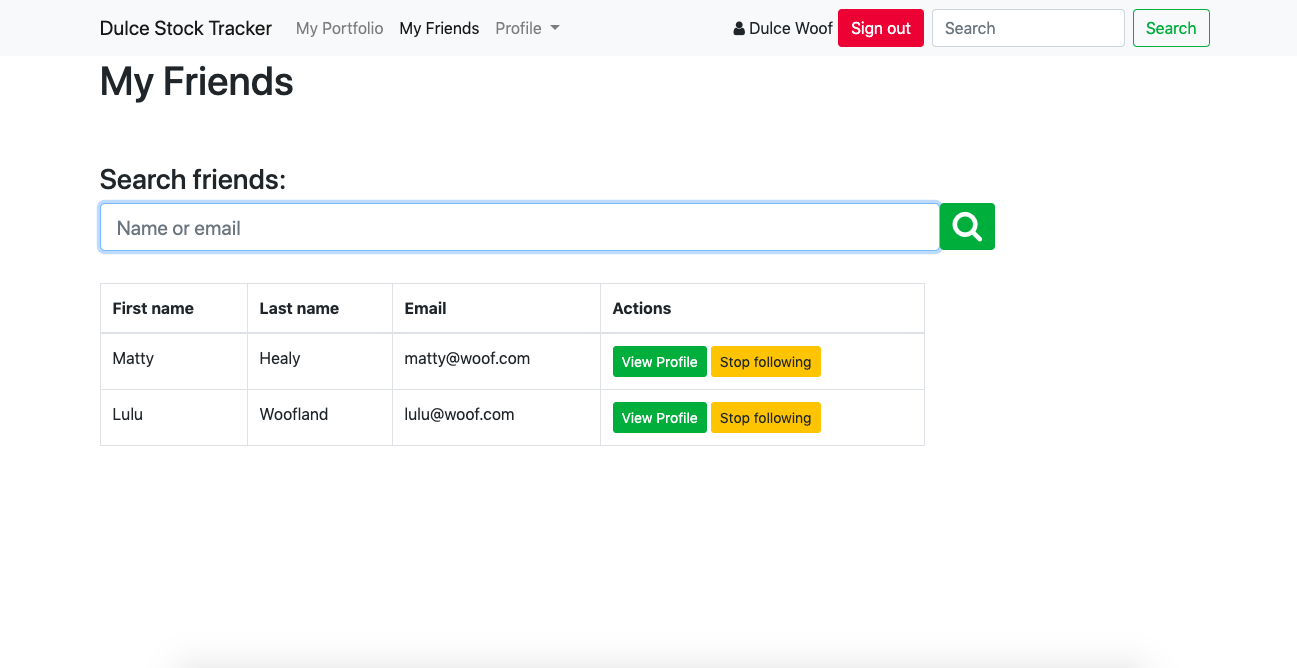 Dulce Stock Tracker My Portfolio My Friends Profile Dulce Woof Sign out Search Search
My Friends
Search friends:
Name or email
First name Last name Email Actions
Matty Healy matty@woof.com View Profile Stop following
Lulu Woofland lulu@woof.com View Profile Stop following